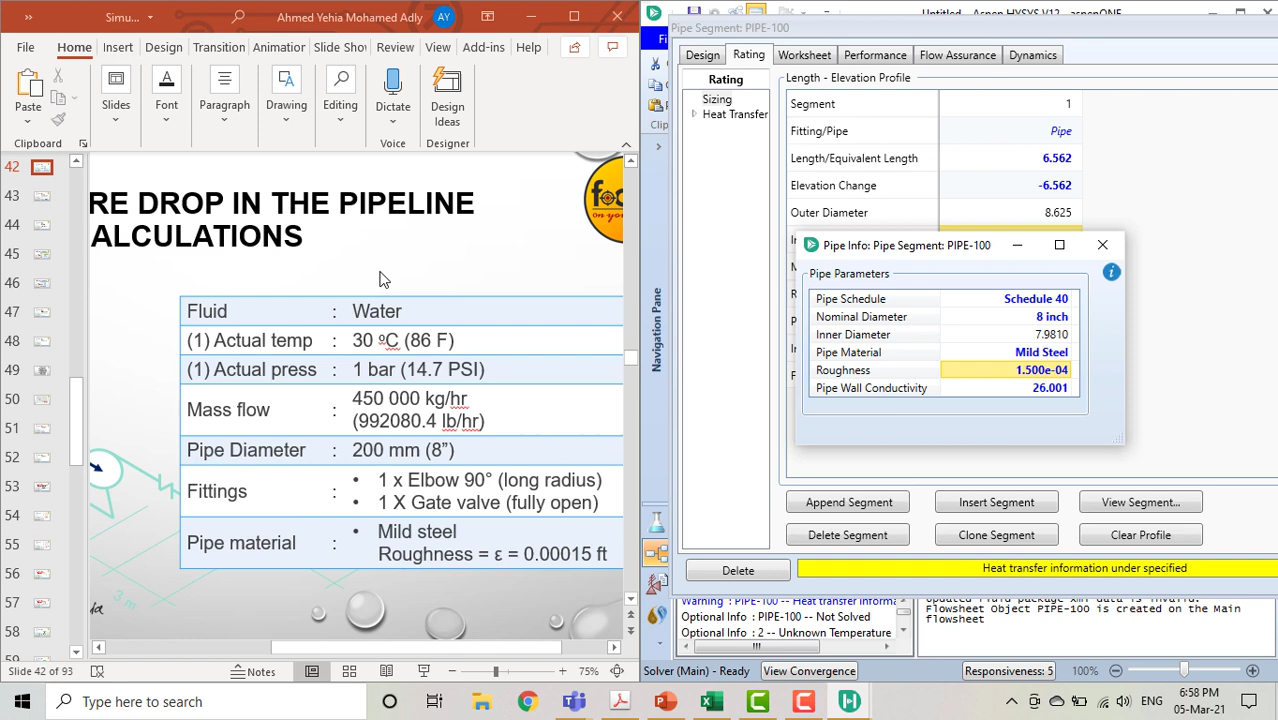 Simu...
Ahmed Yehia Mohamed Adly
AY
File
Home
Insert
Design
Transition
Animation
Slide Show
Review
View
Add-ins
Help
Paste
Slides
Font
Paragraph
Drawing
Editing
Dictate
Design
Ideas
Clipboard
Voice
Designer
42
43
44
45
46
47
48
49
50
51
52
53
54
55
56
57
58
RE DROP IN THE PIPELINE
ALCULATIONS
Fluid : Water
(1) Actual temp : 30 ºC (86 F)
(1) Actual press : 1 bar (14.7 PSI)
Mass flow : 450 000 kg/hr
(992080.4 lb/hr)
Pipe Diameter : 200 mm (8”)
Fittings : • 1 x Elbow 90° (long radius)
• 1 X Gate valve (fully open)
Pipe material : • Mild steel
Roughness = ε = 0.00015 ft
3 m
Slide 42 of 93
Notes
75%
Untitled - Aspen HYSYS V12 - aspenONE
Pipe Segment: PIPE-100
Design
Rating
Worksheet
Performance
Flow Assurance
Dynamics
Rating
Sizing
Heat Transfer
Length - Elevation Profile
Segment 1
Fitting/Pipe Pipe
Length/Equivalent Length 6.562
Elevation Change -6.562
Outer Diameter 8.625
Pipe Info: Pipe Segment: PIPE-100
Pipe Parameters
Pipe Schedule Schedule 40
Nominal Diameter 8 inch
Inner Diameter 7.9810
Pipe Material Mild Steel
Roughness 1.500e-04
Pipe Wall Conductivity 26.001
Navigation Pane
Append Segment
Insert Segment
View Segment...
Delete Segment
Clone Segment
Clear Profile
Delete
Heat transfer information under specified
Warning : PIPE-100 -- Heat transfer informa
Optional Info : PIPE-100 -- Not Solved
Optional Info : 2 -- Unknown Temperature
Flowsheet Object PIPE-100 is created on the Main
flowsheet
Solver (Main) - Ready
View Convergence
Responsiveness: 5
100%
Type here to search
ENG
6:58 PM
05-Mar-21